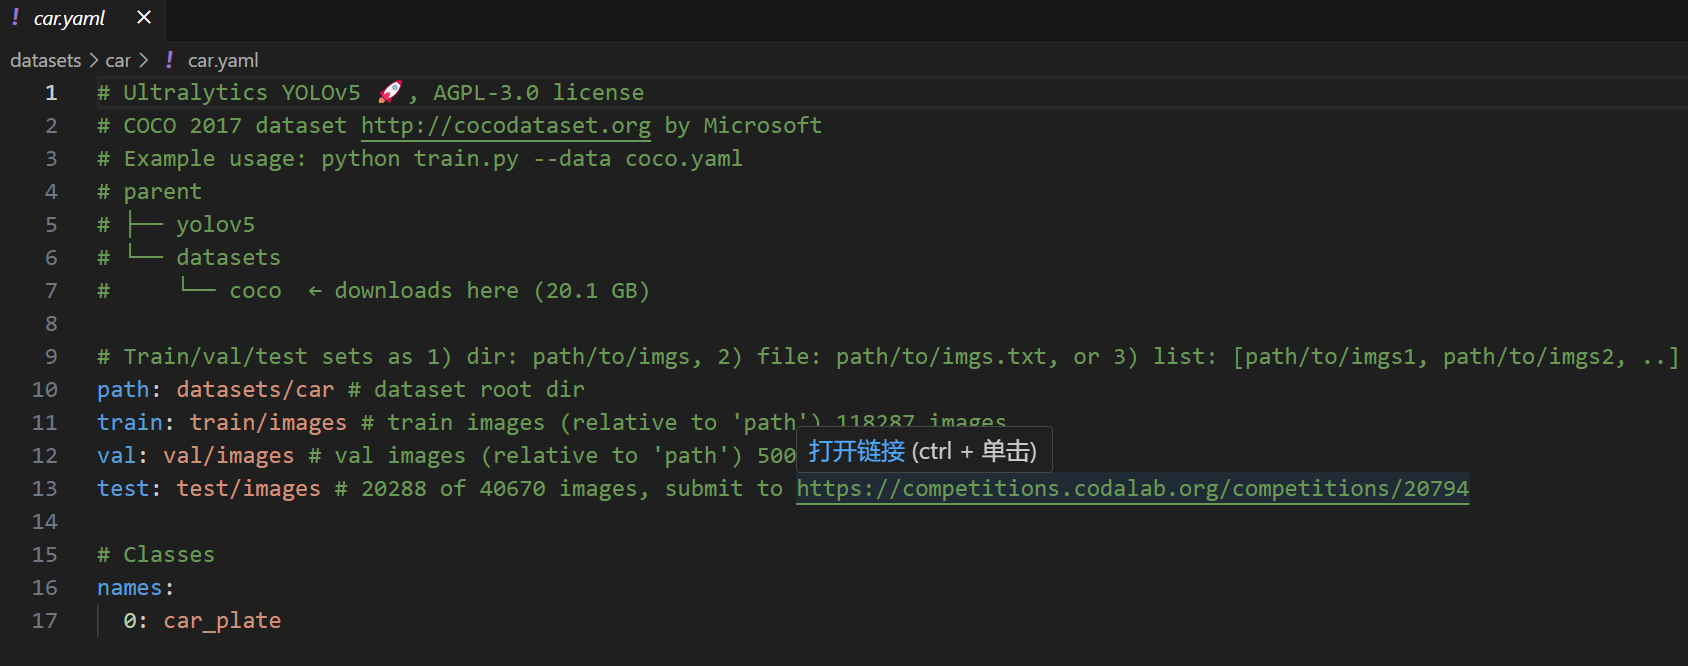 ! car.yaml ×
datasets > car > ! car.yaml
1 # Ultralytics YOLOv5 🚀, AGPL-3.0 license
2 # COCO 2017 dataset http://cocodataset.org by Microsoft
3 # Example usage: python train.py --data coco.yaml
4 # parent
5 # ├── yolov5
6 # └── datasets
7 #     └── coco  ← downloads here (20.1 GB)
8
9 # Train/val/test sets as 1) dir: path/to/imgs, 2) file: path/to/imgs.txt, or 3) list: [path/to/imgs1, path/to/imgs2, ..]
10 path: datasets/car # dataset root dir
11 train: train/images # train images (relative to 'path') 118287 images
打开链接 (ctrl + 单击)
12 val: val/images # val images (relative to 'path') 500
13 test: test/images # 20288 of 40670 images, submit to https://competitions.codalab.org/competitions/20794
14
15 # Classes
16 names:
17   0: car_plate